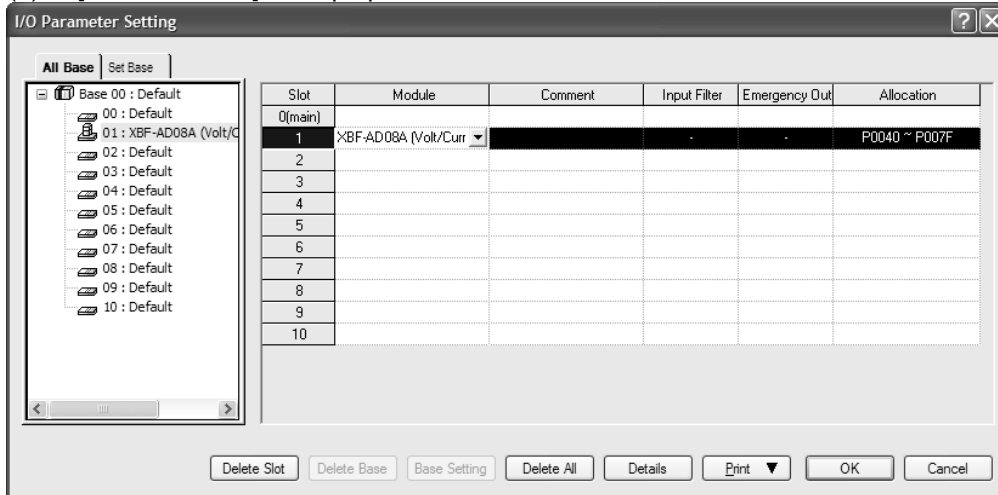 I/O Parameter Setting
All Base Set Base
Base 00 : Default
00 : Default
01 : XBF-AD08A (Volt/C
02 : Default
03 : Default
04 : Default
05 : Default
06 : Default
07 : Default
08 : Default
09 : Default
10 : Default
Slot Module Comment Input Filter Emergency Out Allocation
0(main)
1 XBF-AD08A (Volt/Curr - - P0040 ~ P007F
2
3
4
5
6
7
8
9
10
Delete Slot Delete Base Base Setting Delete All Details Print ▼ OK Cancel